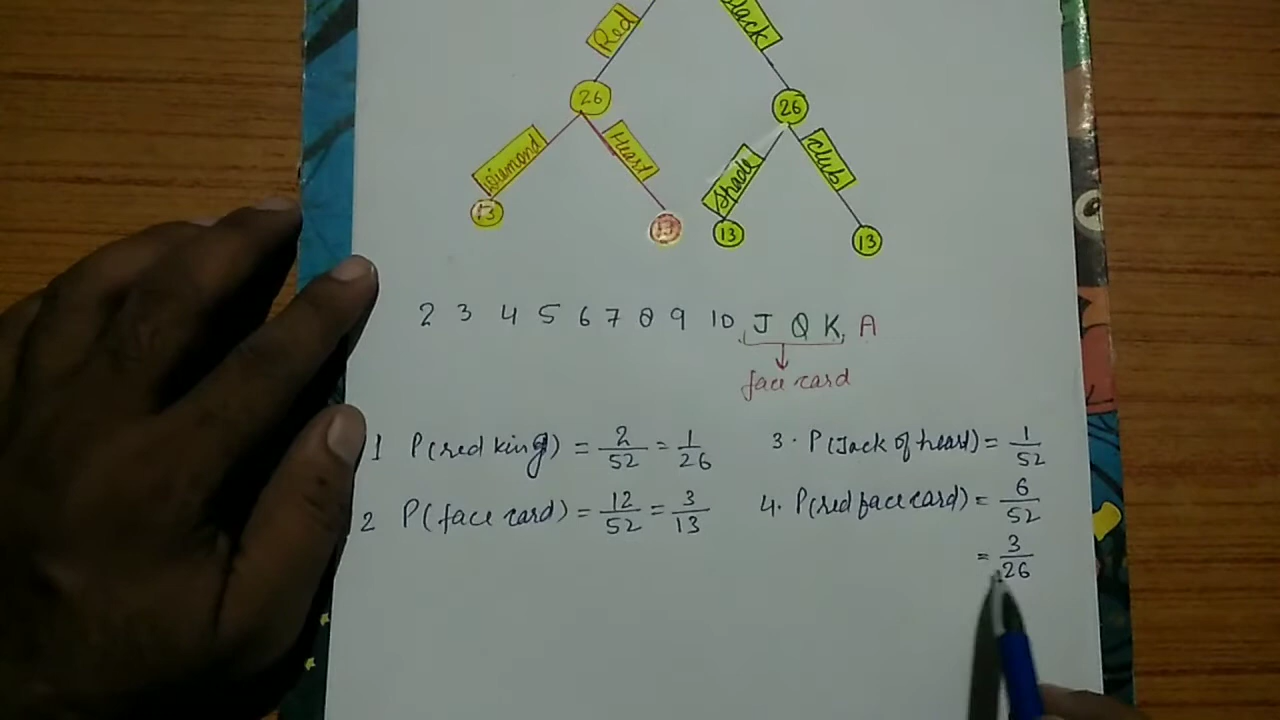 Red
lack
26
26
Diamond
Heart
Shade
Club
13
13
13
13
2 3 4 5 6 7 8 9 10 J Q K, A
face card
1 P(red king) = 2/52 = 1/26
3. P(Jack of heart) = 1/52
2 P(face card) = 12/52 = 3/13
4. P(red face card) = 6/52
= 3/26